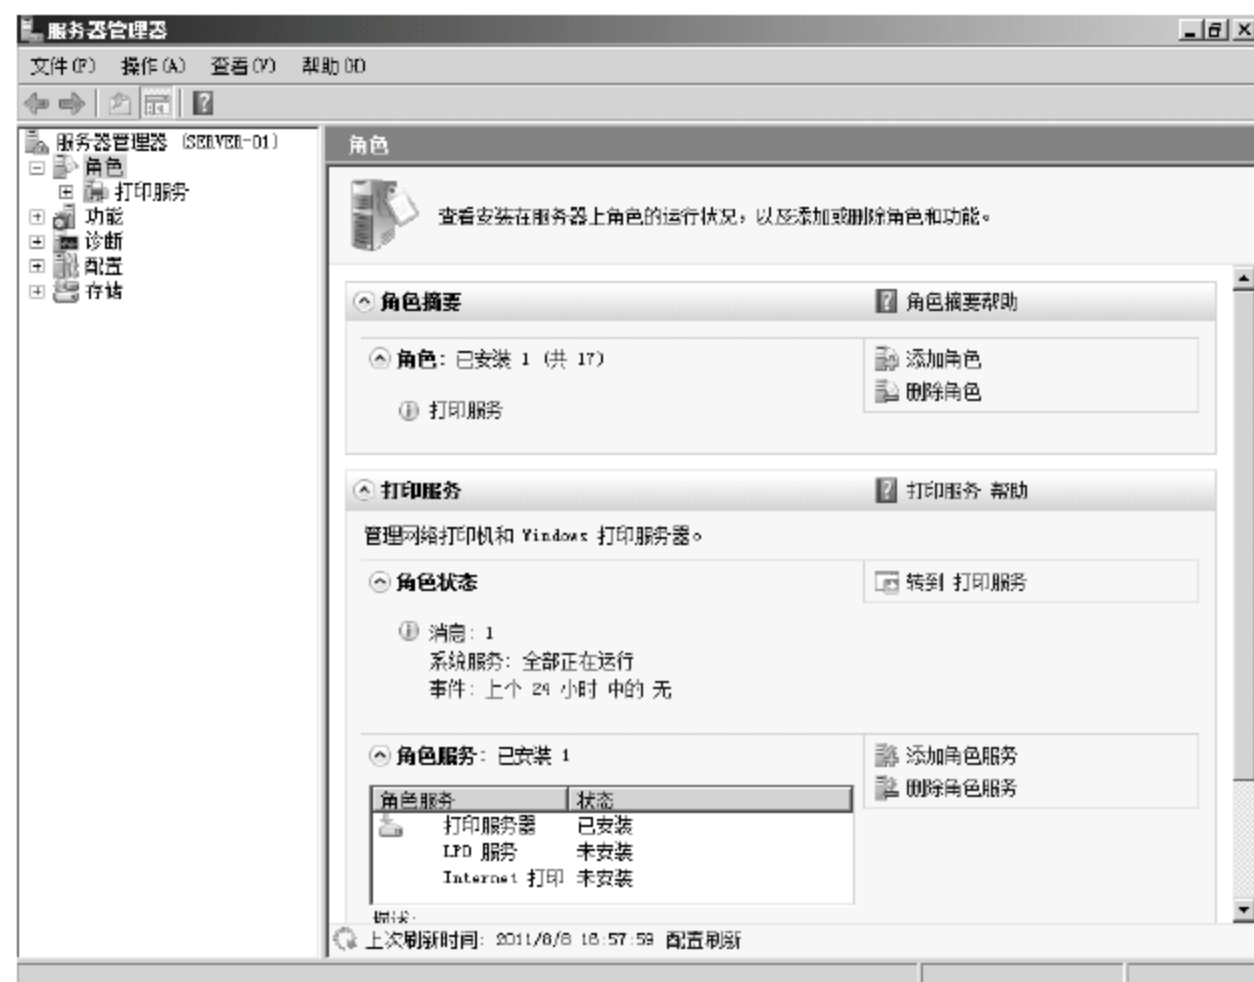 服务器管理器
文件(F) 操作(A) 查看(V) 帮助(H)
服务器管理器 (SERVER-01)
角色
打印服务
功能
诊断
配置
存储
角色
查看安装在服务器上角色的运行状况，以及添加或删除角色和功能。
角色摘要 角色摘要帮助
角色: 已安装 1 (共 17) 添加角色
删除角色
打印服务
打印服务 打印服务 帮助
管理网络打印机和 Windows 打印服务器。
角色状态 转到 打印服务
消息: 1
系统服务: 全部正在运行
事件: 上个 24 小时 中的 无
角色服务: 已安装 1 添加角色服务
删除角色服务
角色服务 状态
打印服务器 已安装
LPD 服务 未安装
Internet 打印 未安装
描述:
上次刷新时间: 2011/8/8 16:57:59 配置刷新